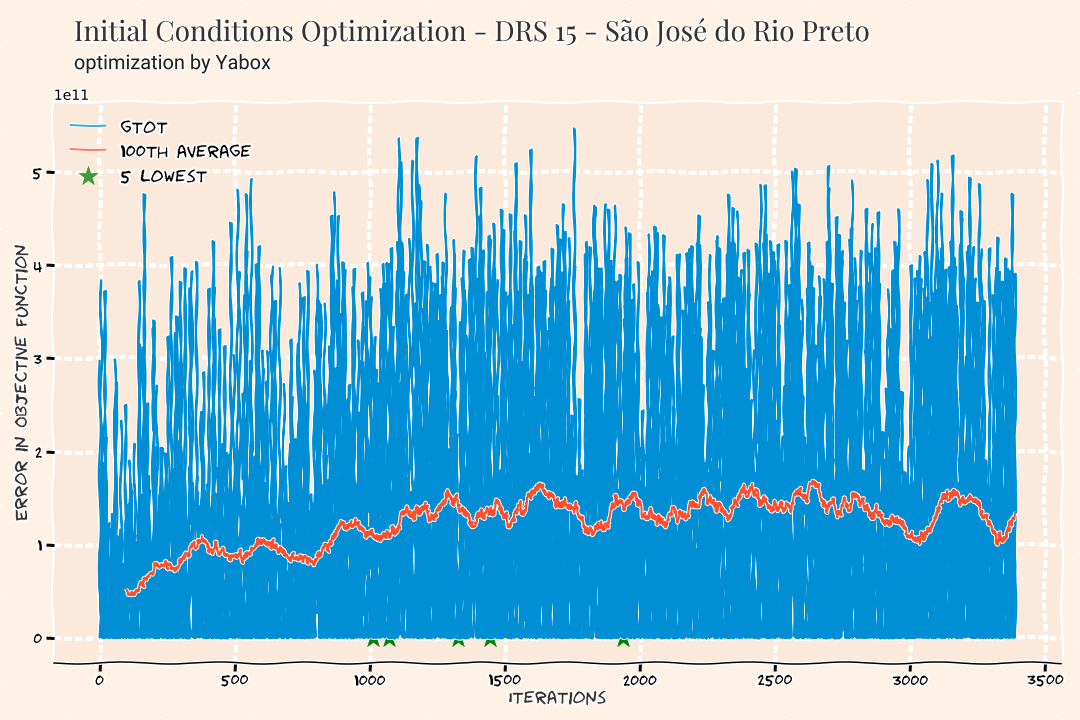 Initial Conditions Optimization - DRS 15 - São José do Rio Preto
optimization by Yabox
1e11
GTOT
100TH AVERAGE
5 LOWEST
5
4
3
2
1
0
ERROR IN OBJECTIVE FUNCTION
0 500 1000 1500 2000 2500 3000 3500
ITERATIONS